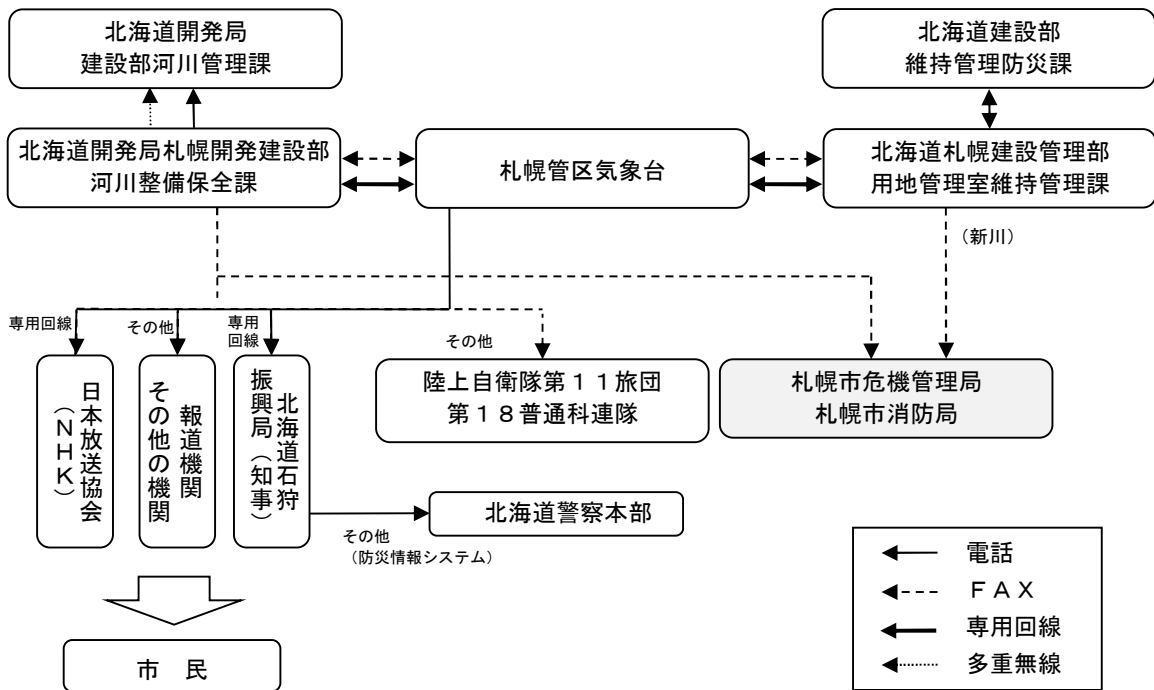 北海道開発局
建設部河川管理課
北海道建設部
維持管理防災課
北海道開発局札幌開発建設部
河川整備保全課
札幌管区気象台
北海道札幌建設管理部
用地管理室維持管理課
(新川)
専用回線
その他
専用
回線
その他
日本放送協会
(NHK)
報道機関
その他の機関
北海道石狩
振興局(知事)
陸上自衛隊第11旅団
第18普通科連隊
札幌市危機管理局
札幌市消防局
北海道警察本部
その他
(防災情報システム)
市 民
電話
FAX
専用回線
多重無線